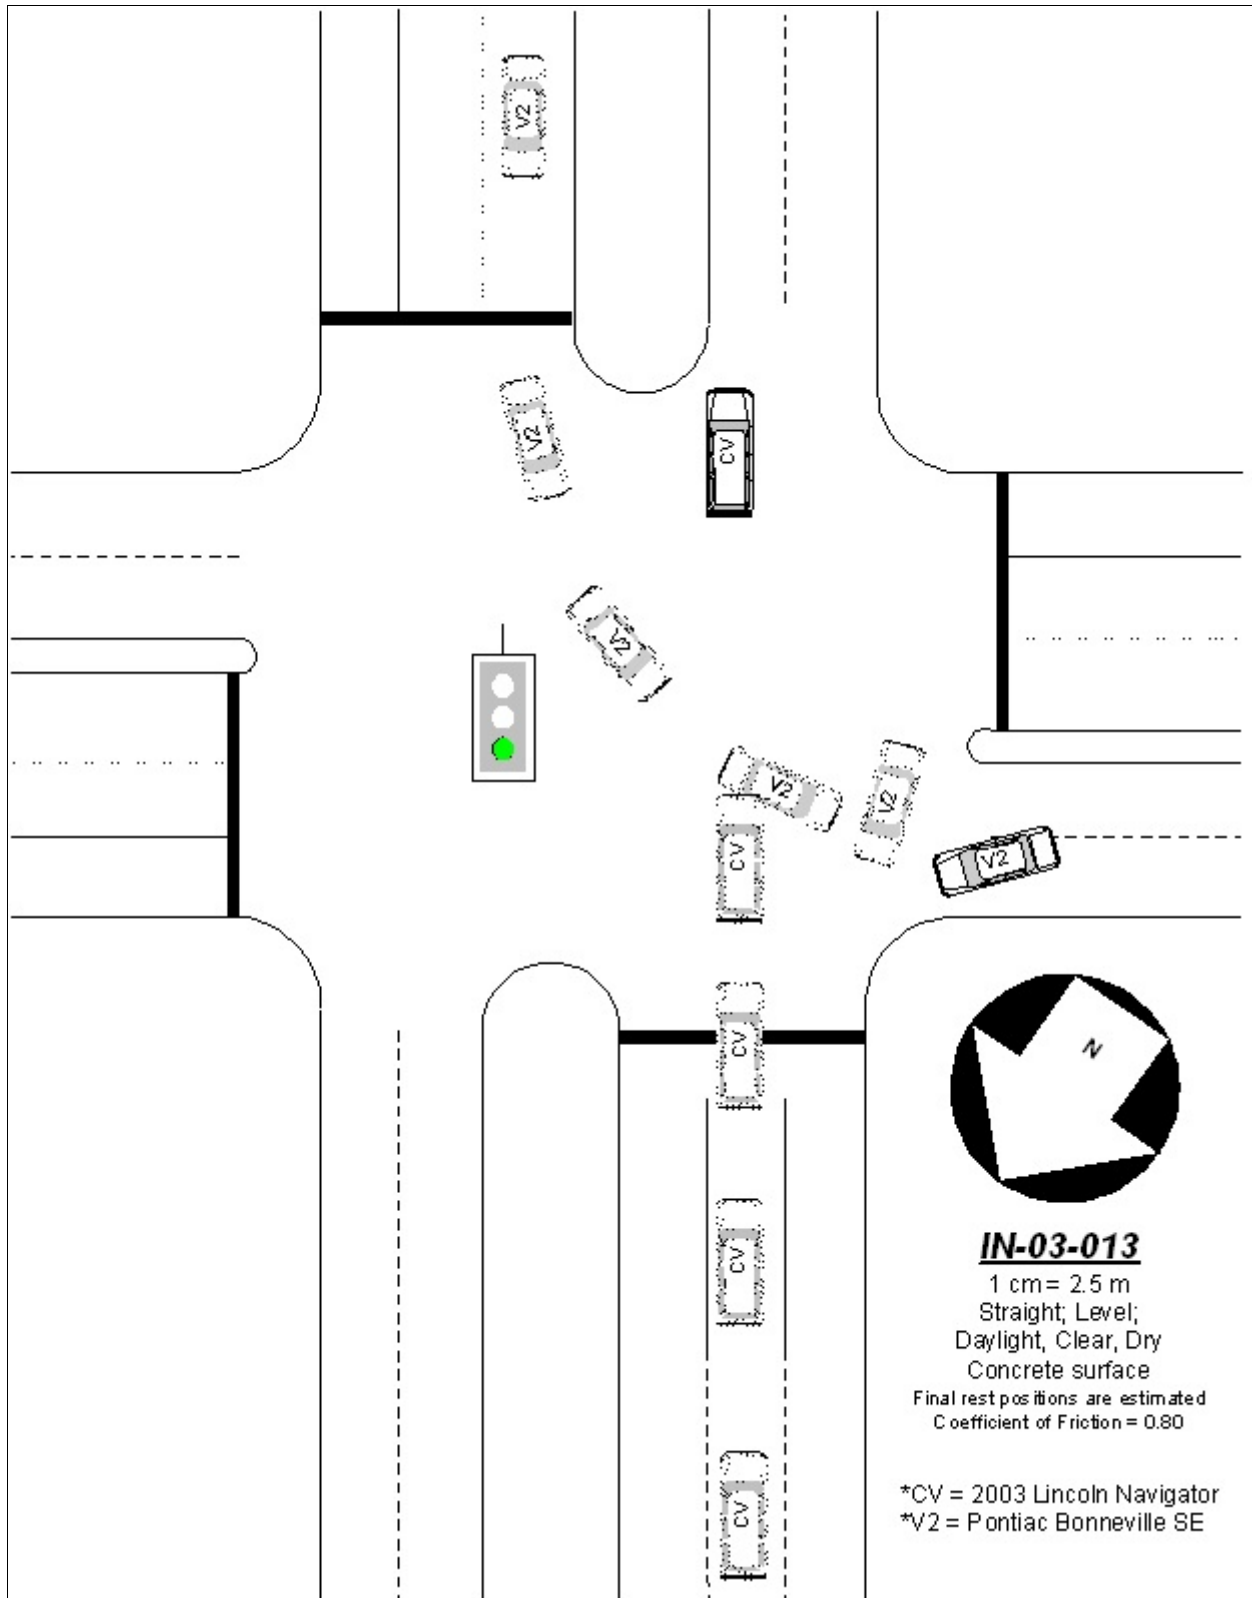 V2
V2
CV
V2
V2
V2
CV
V2
CV
N
CV
IN-03-013
1 cm = 2.5 m
Straight; Level;
Daylight, Clear, Dry
Concrete surface
Final rest positions are estimated
Coefficient of Friction = 0.80
*CV = 2003 Lincoln Navigator
CV
*V2 = Pontiac Bonneville SE